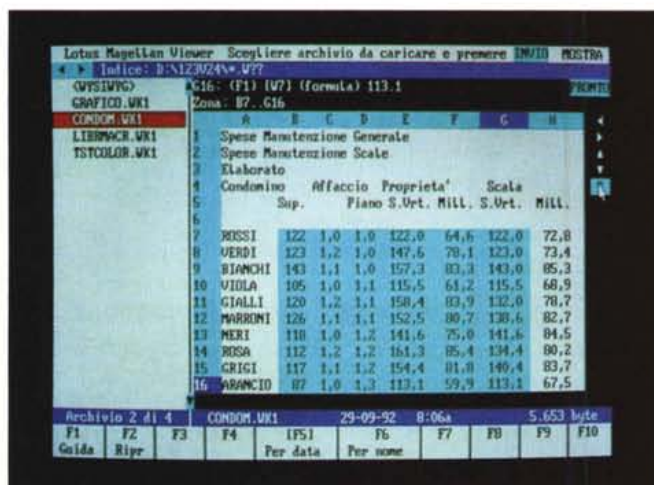 Lotus Magellan Viewer Scegliere archivio da caricare e premere INVIO MOSTRA
Indice: D:\123V24\*.W??
<WYSIWYG> G16: (F1) [W7] (formula) 113.1 PRONTO
GRAFICO.WK1 Zona: B7..G16
CONDOM.WK1 A B C D E F G H
LIBRMACR.WK1 1 Spese Manutenzione Generale
TSTCOLOR.WK1 2 Spese Manutenzione Scale
3 Elaborato
4 Condomino Affaccio Proprieta' Scala
5 Sup. Piano S.Vrt. Mill. S.Vrt. Mill.
6
7 ROSSI 122 1,0 1,0 122,0 64,6 122,0 72,8
8 VERDI 123 1,2 1,0 147,6 78,1 123,0 73,4
9 BIANCHI 143 1,1 1,0 157,3 83,3 143,0 85,3
10 VIOLA 105 1,0 1,1 115,5 61,2 115,5 68,9
11 GIALLI 120 1,2 1,1 158,4 83,9 132,0 78,7
12 MARRONI 126 1,1 1,1 152,5 80,7 138,6 82,7
13 NERI 118 1,0 1,2 141,6 75,0 141,6 84,5
14 ROSA 112 1,2 1,2 161,3 85,4 134,4 80,2
15 GRIGI 117 1,1 1,2 154,4 81,8 140,4 83,7
16 ARANCIO 87 1,0 1,3 113,1 59,9 113,1 67,5
Archivio 2 di 4 CONDOM.WK1 29-09-92 8:06a 5.653 byte
F1 F2 F3 F4 [F5] F6 F7 F8 F9 F10
Guida Ripr Per data Per nome